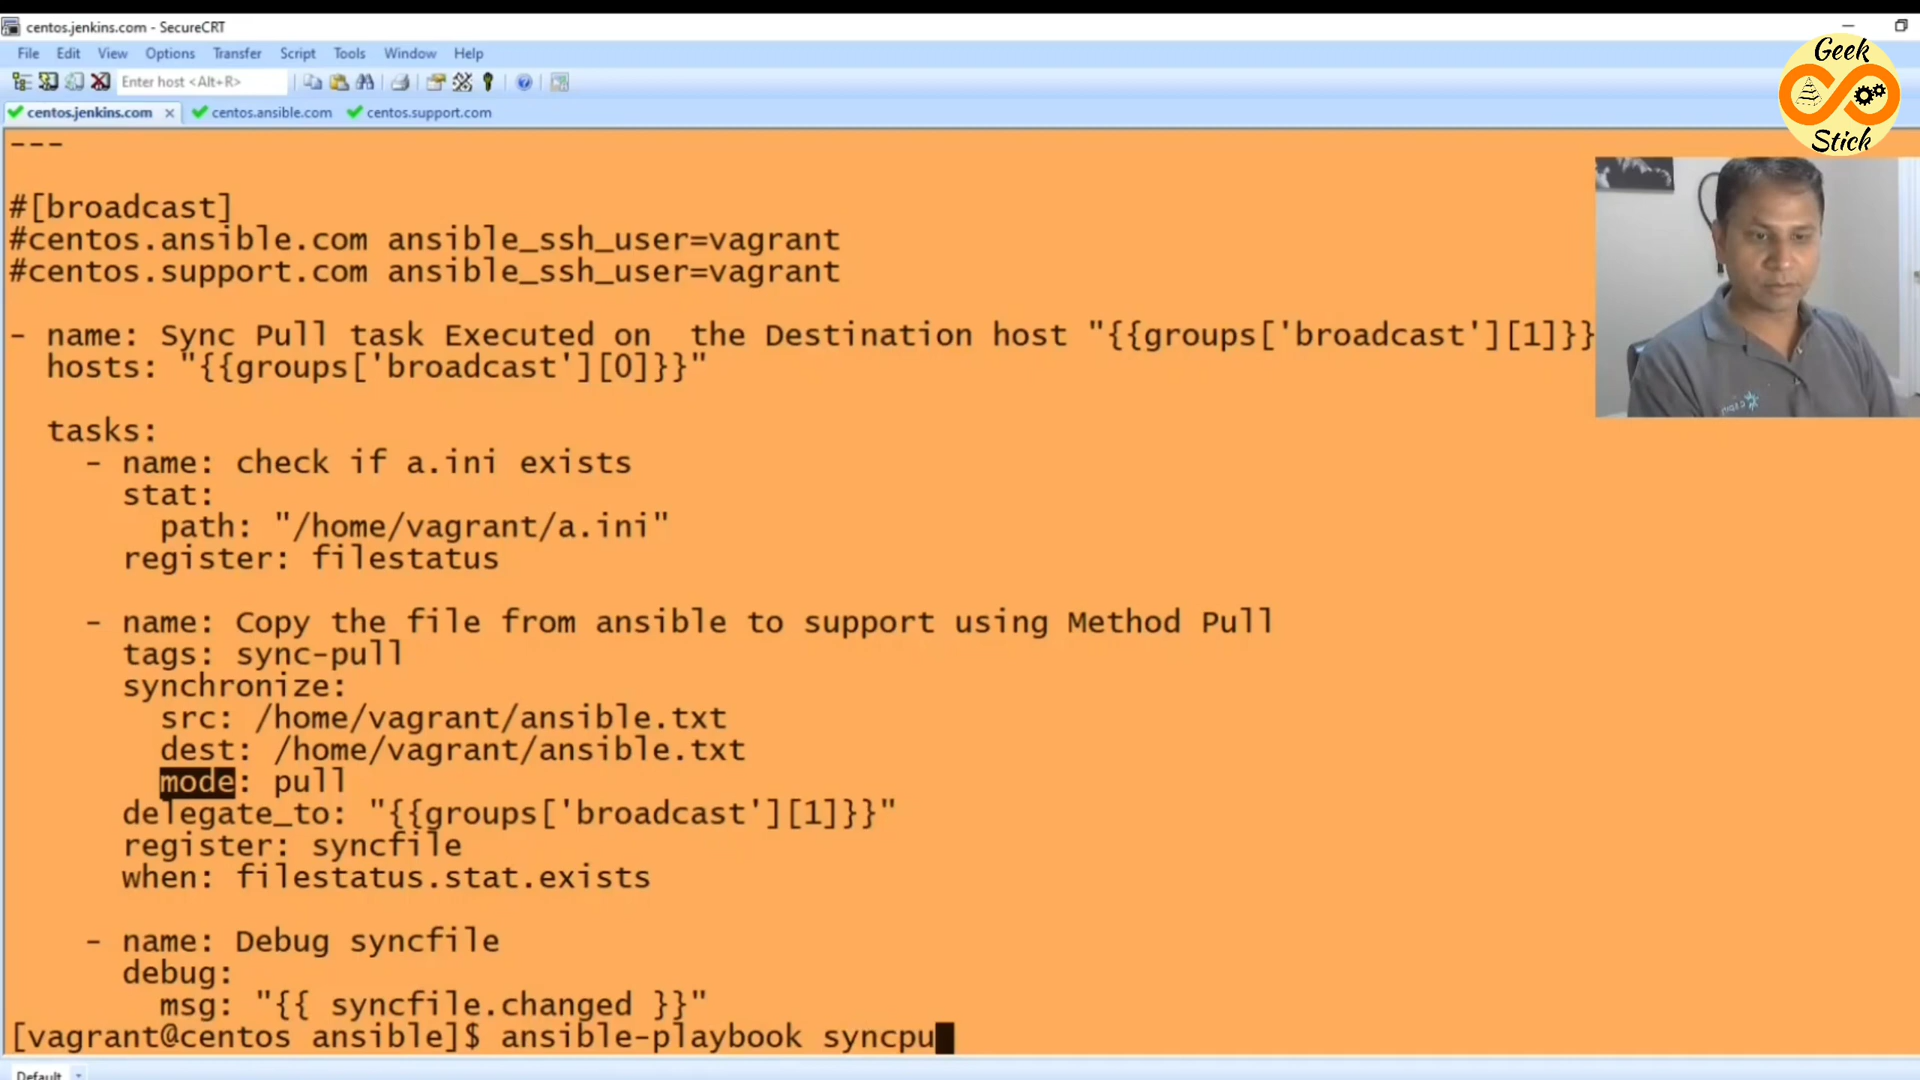 centos.jenkins.com - SecureCRT
File Edit View Options Transfer Script Tools Window Help
Enter host <Alt+R>
centos.jenkins.com centos.ansible.com centos.support.com
Geek
Stick
---
#[broadcast]
#centos.ansible.com ansible_ssh_user=vagrant
#centos.support.com ansible_ssh_user=vagrant
- name: Sync Pull task Executed on  the Destination host "{{groups['broadcast'][1]}}
  hosts: "{{groups['broadcast'][0]}}"
  tasks:
    - name: check if a.ini exists
      stat:
        path: "/home/vagrant/a.ini"
      register: filestatus
    - name: Copy the file from ansible to support using Method Pull
      tags: sync-pull
      synchronize:
        src: /home/vagrant/ansible.txt
        dest: /home/vagrant/ansible.txt
        mode: pull
      delegate_to: "{{groups['broadcast'][1]}}"
      register: syncfile
      when: filestatus.stat.exists
    - name: Debug syncfile
      debug:
        msg: "{{ syncfile.changed }}"
[vagrant@centos ansible]$ ansible-playbook syncpu
Default